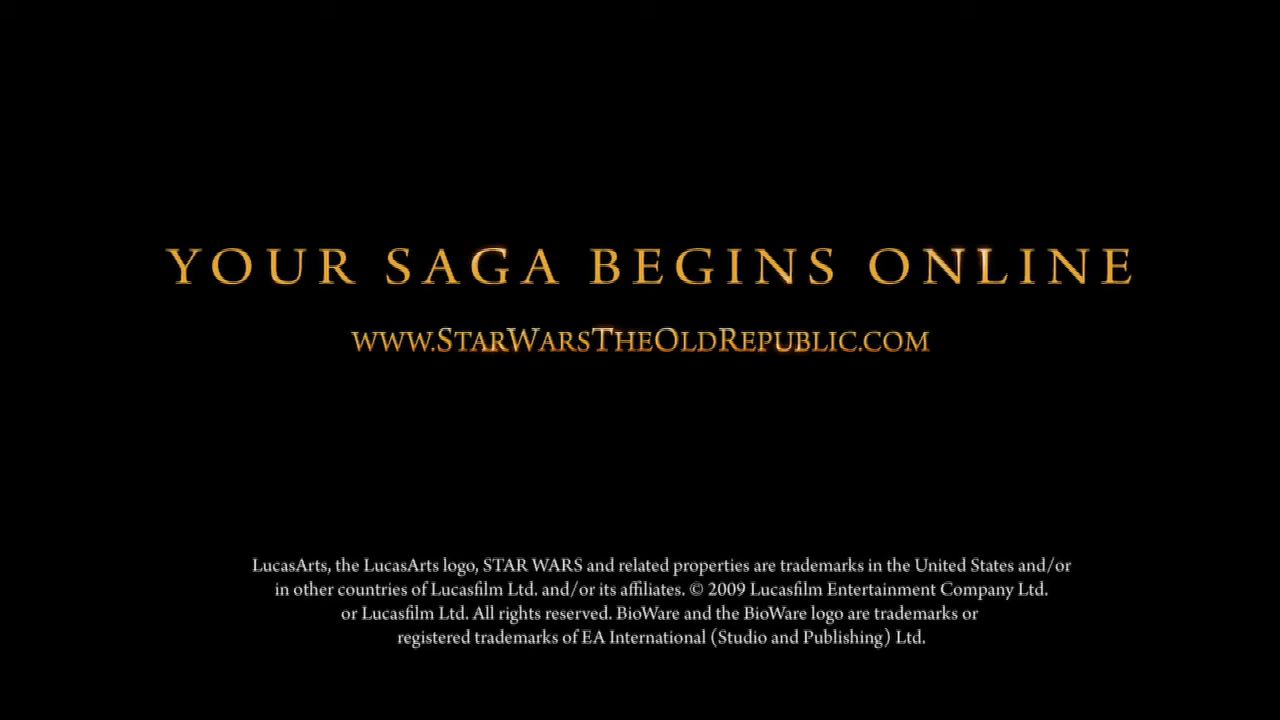 YOUR SAGA BEGINS ONLINE
www.StarWarsTheOldRepublic.com
LucasArts, the LucasArts logo, STAR WARS and related properties are trademarks in the United States and/or
in other countries of Lucasfilm Ltd. and/or its affiliates. © 2009 Lucasfilm Entertainment Company Ltd.
or Lucasfilm Ltd. All rights reserved. BioWare and the BioWare logo are trademarks or
registered trademarks of EA International (Studio and Publishing) Ltd.